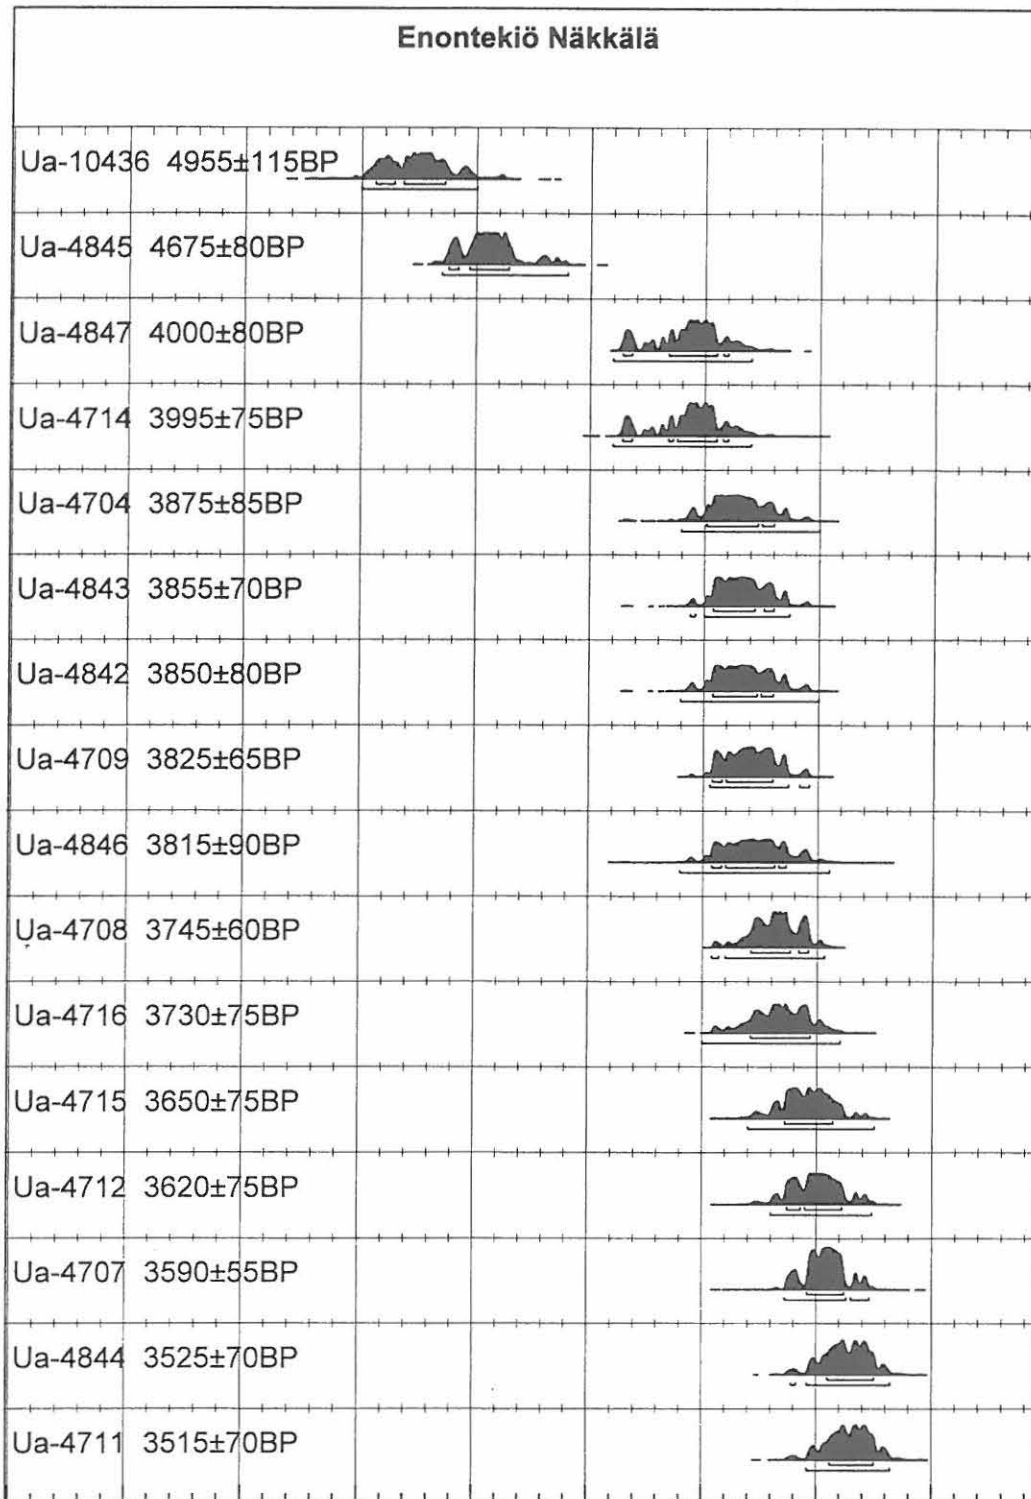 Enontekiö Näkkälä
Ua-10436 4955±115BP
Ua-4845 4675±80BP
Ua-4847 4000±80BP
Ua-4714 3995±75BP
Ua-4704 3875±85BP
Ua-4843 3855±70BP
Ua-4842 3850±80BP
Ua-4709 3825±65BP
Ua-4846 3815±90BP
Ua-4708 3745±60BP
Ua-4716 3730±75BP
Ua-4715 3650±75BP
Ua-4712 3620±75BP
Ua-4707 3590±55BP
Ua-4844 3525±70BP
Ua-4711 3515±70BP